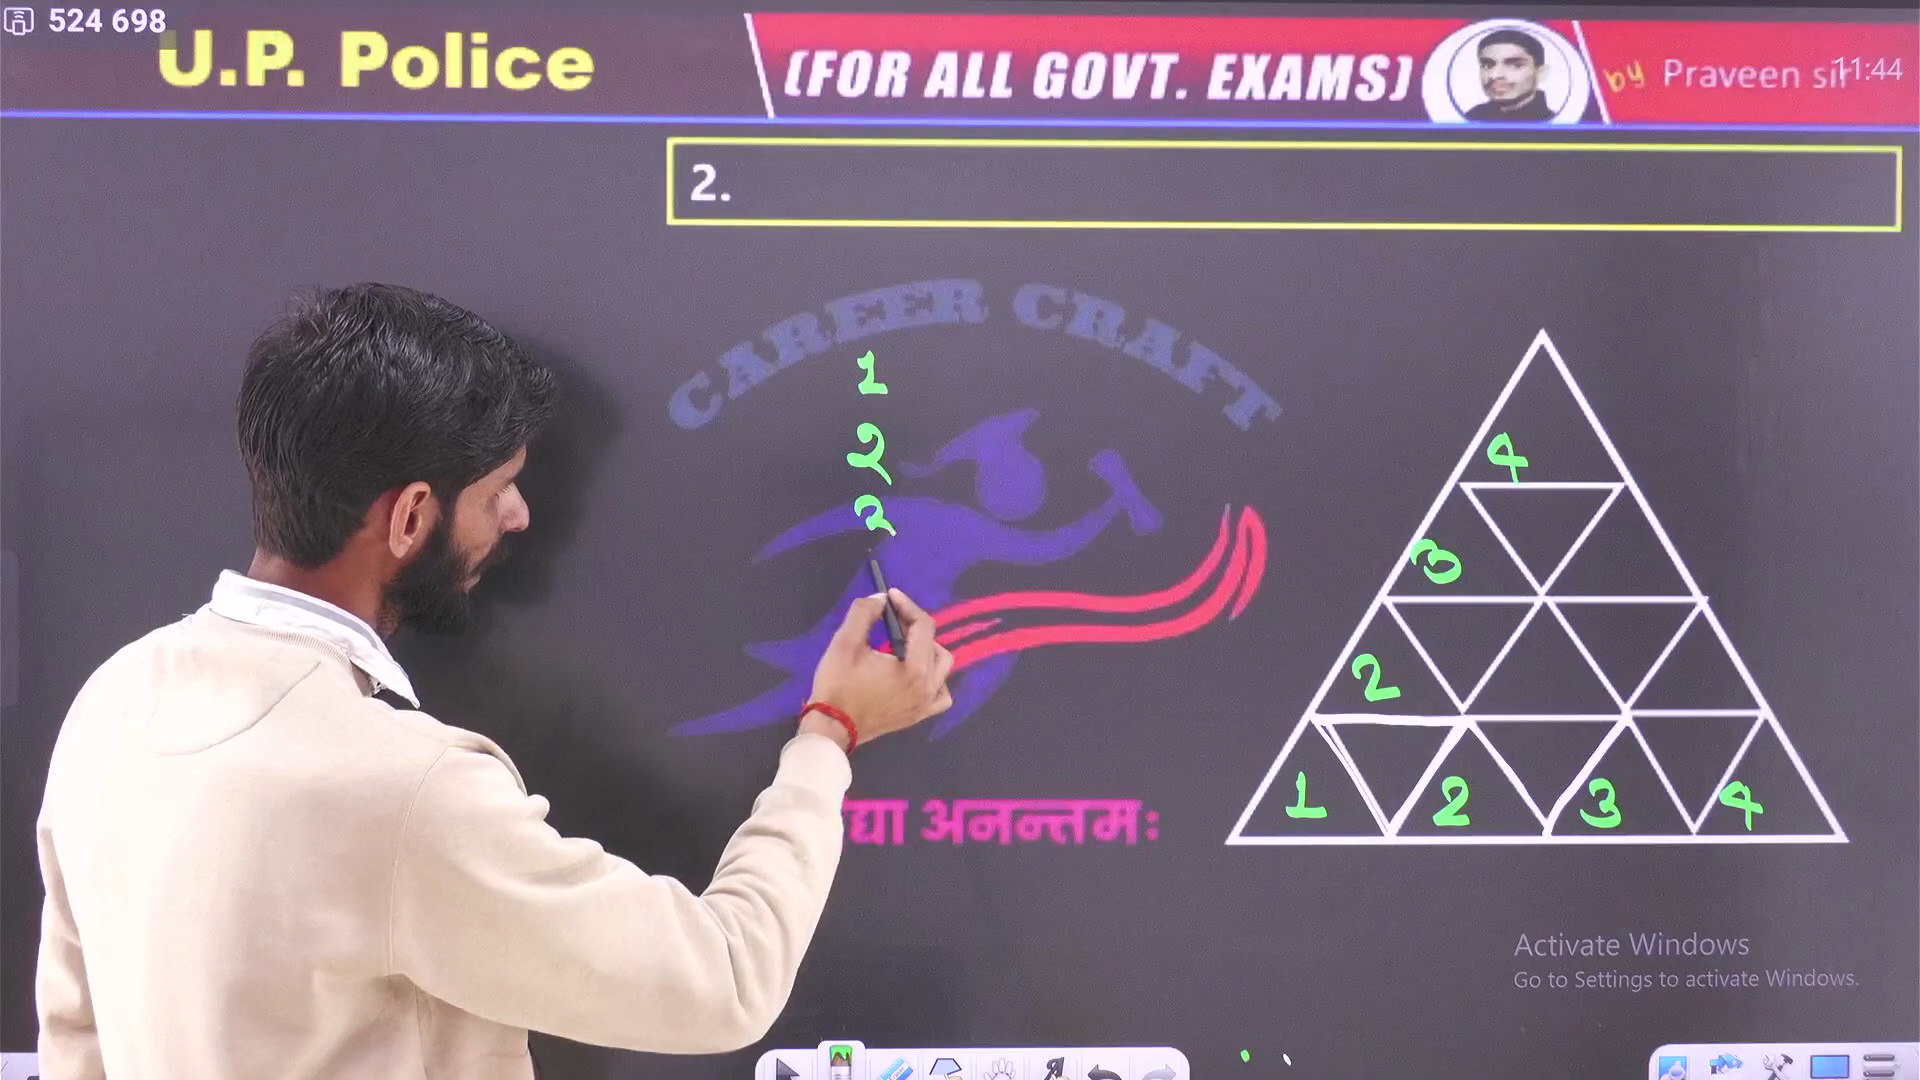 524 698
U.P. Police
(FOR ALL GOVT. EXAMS)
by Praveen sir
11:44
2.
CAREER CRAFT
1
2
2
4
3
2
1 2 3 4
द्या अनन्तमः
Activate Windows
Go to Settings to activate Windows.